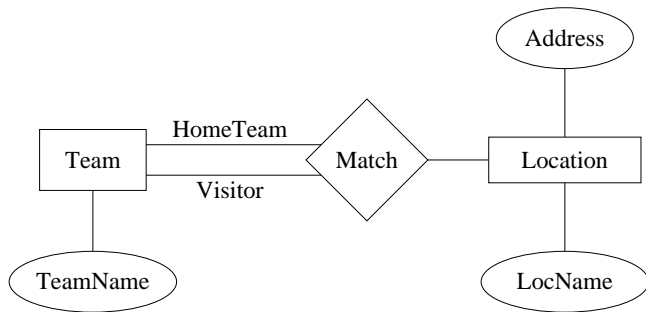 Address
HomeTeam
Team
Match
Location
Visitor
TeamName
LocName